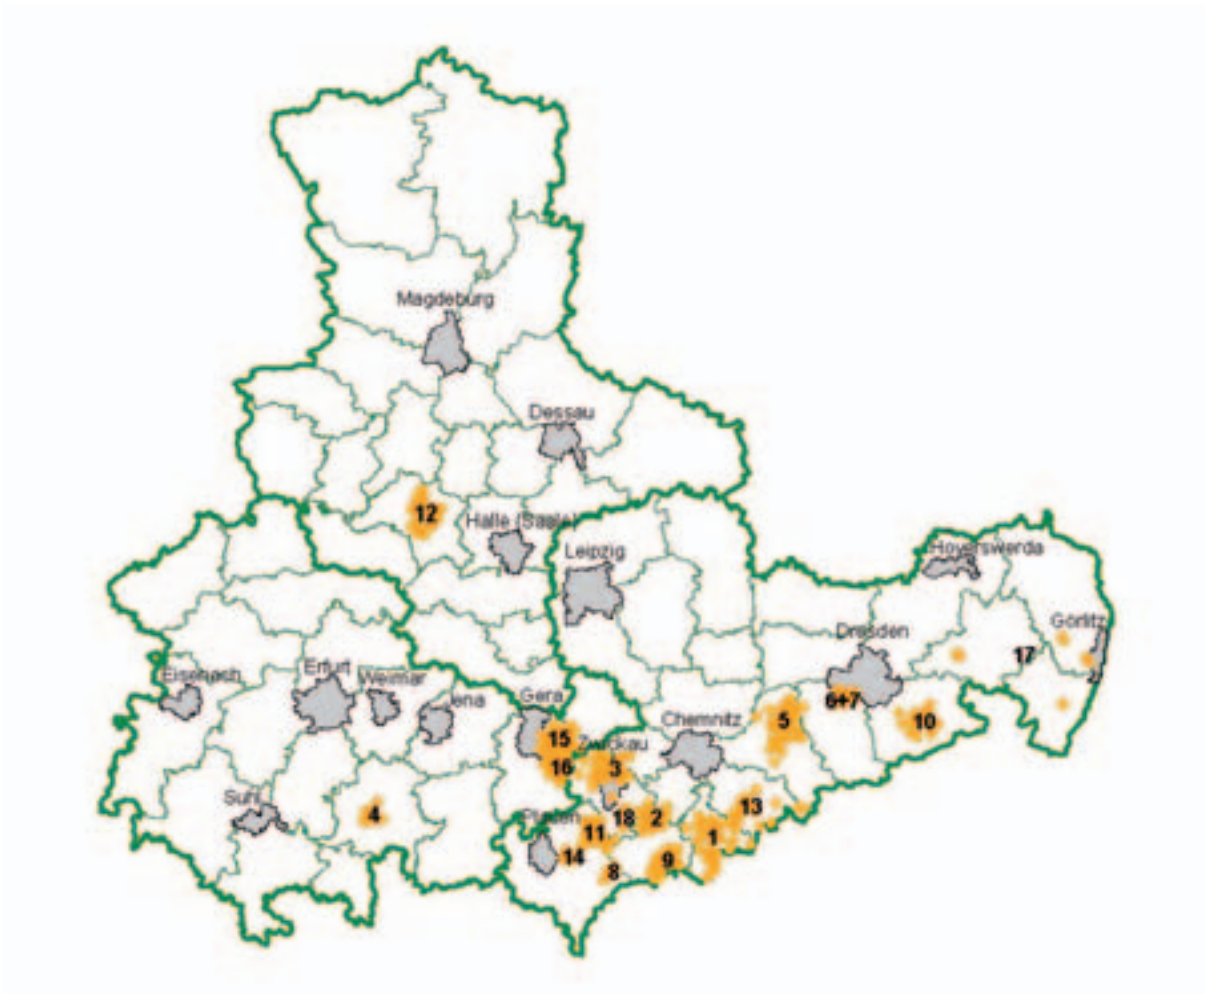 Magdeburg
Dessau
12
Halle (Saale)
Leipzig
Hoyerswerda
Görlitz
Dresden
17
Eisenach
Erfurt
Weimar
Jena
Gera
6+7
5
10
Chemnitz
15
Zwickau
16
3
Suhl
4
13
Plauen
18
2
11
1
14
9
8